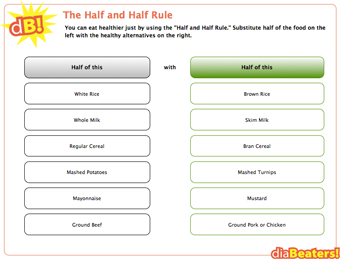 dB!
The Half and Half Rule
You can eat healthier just by using the "Half and Half Rule." Substitute half of the food on the
left with the healthy alternatives on the right.
Half of this with Half of this
White Rice Brown Rice
Whole Milk Skim Milk
Regular Cereal Bran Cereal
Mashed Potatoes Mashed Turnips
Mayonnaise Mustard
Ground Beef Ground Pork or Chicken
diaBeaters!